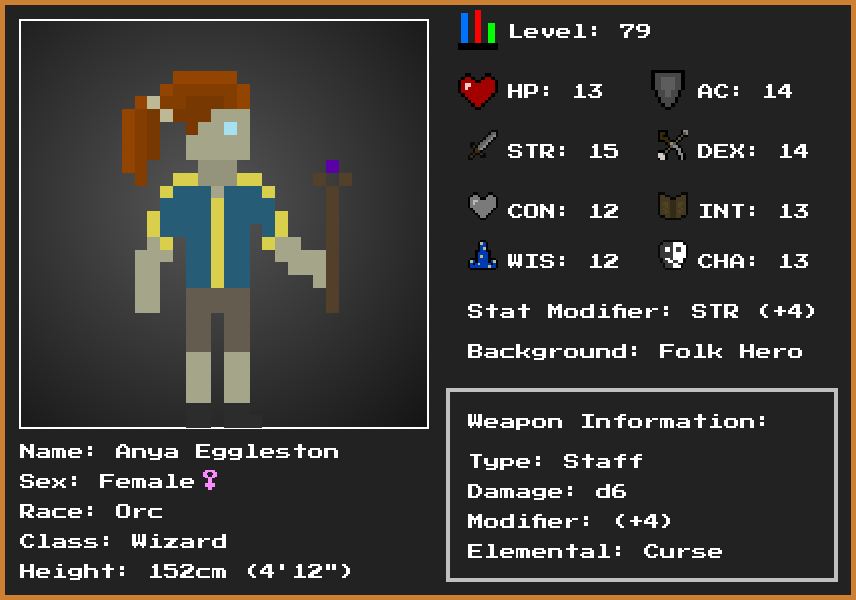 Level: 79
HP: 13
AC: 14
STR: 15
DEX: 14
CON: 12
INT: 13
WIS: 12
CHA: 13
Stat Modifier: STR (+4)
Background: Folk Hero
Weapon Information:
Type: Staff
Damage: d6
Modifier: (+4)
Elemental: Curse
Name: Anya Eggleston
Sex: Female♀
Race: Orc
Class: Wizard
Height: 152cm (4'12")